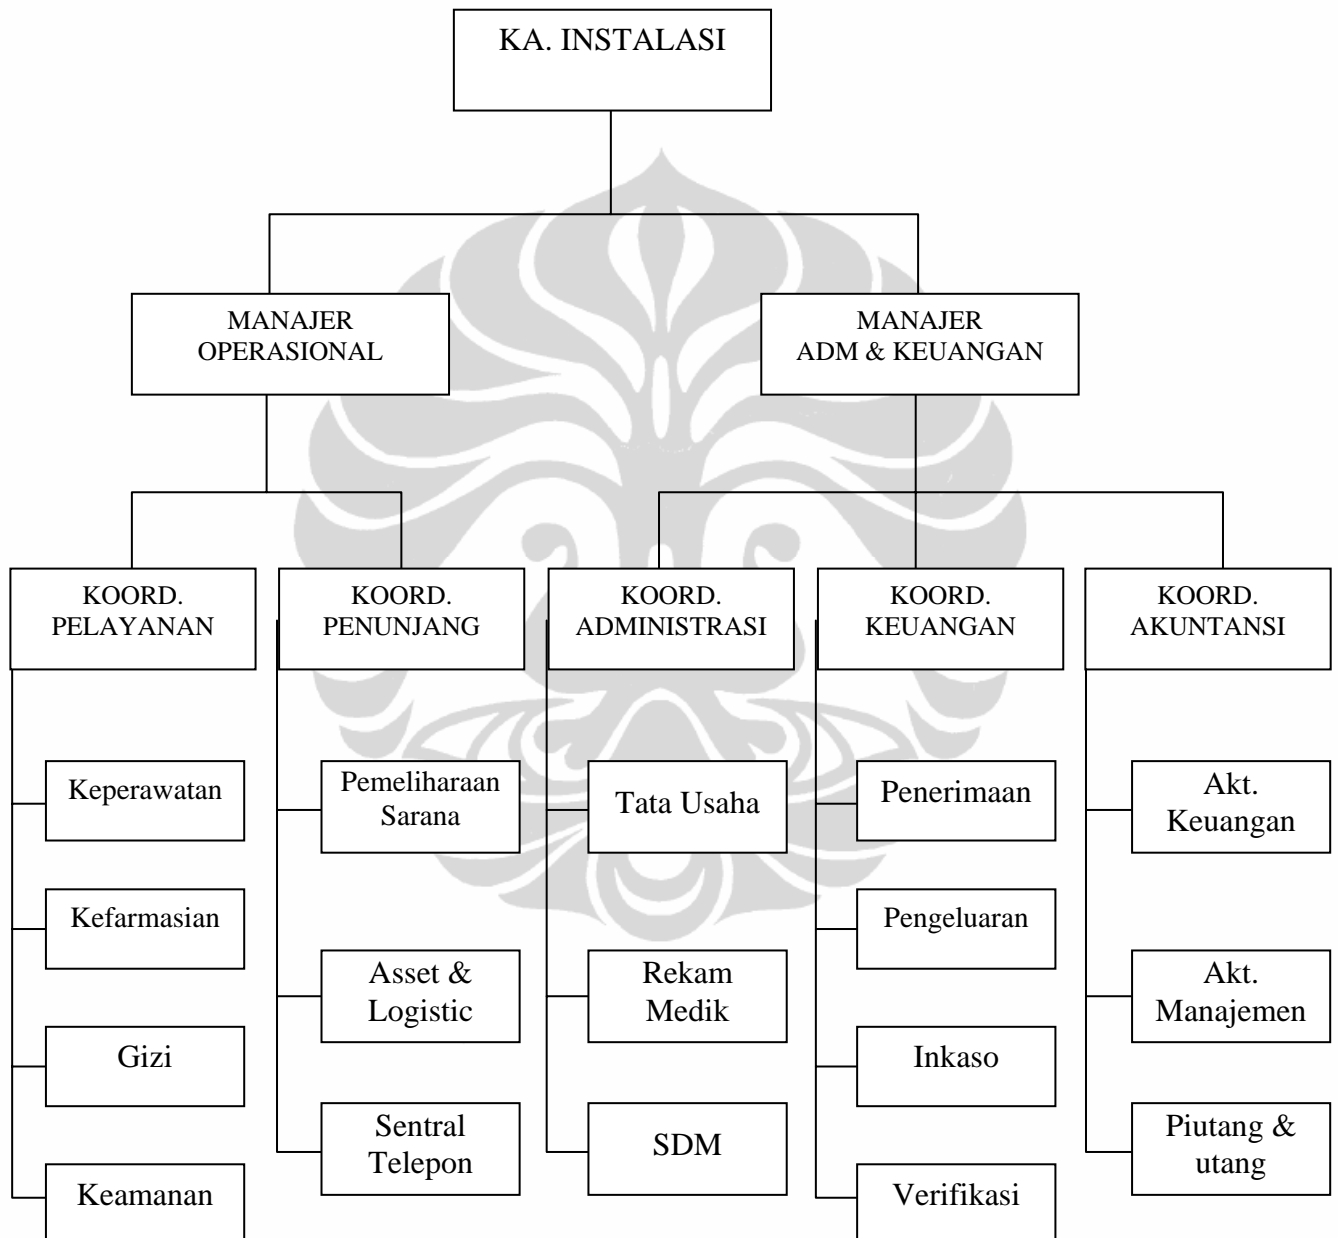 KA. INSTALASI
MANAJER
OPERASIONAL
MANAJER
ADM & KEUANGAN
KOORD.
PELAYANAN
KOORD.
PENUNJANG
KOORD.
ADMINISTRASI
KOORD.
KEUANGAN
KOORD.
AKUNTANSI
Keperawatan
Kefarmasian
Gizi
Keamanan
Pemeliharaan
Sarana
Asset &
Logistic
Sentral
Telepon
Tata Usaha
Rekam
Medik
SDM
Penerimaan
Pengeluaran
Inkaso
Verifikasi
Akt.
Keuangan
Akt.
Manajemen
Piutang &
utang